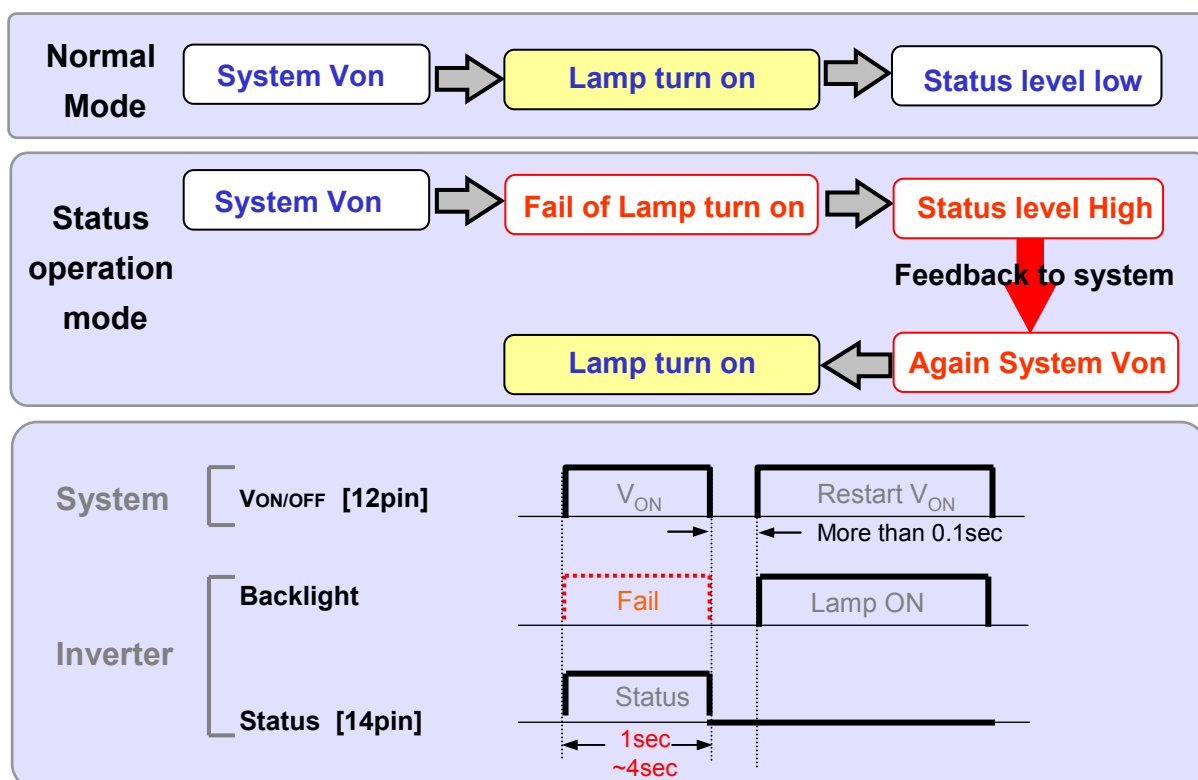 Normal
Mode
System Von
Lamp turn on
Status level low
Status
operation
mode
System Von
Fail of Lamp turn on
Status level High
Feedback to system
Lamp turn on
Again System Von
System
VON/OFF [12pin]
VON
Restart VON
More than 0.1sec
Inverter
Backlight
Fail
Lamp ON
Status [14pin]
Status
1sec
~4sec